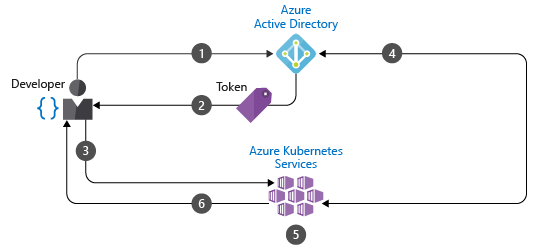 Azure
Active Directory
1
4
Developer
{ }
Token
2
3
Azure Kubernetes
Services
6
5